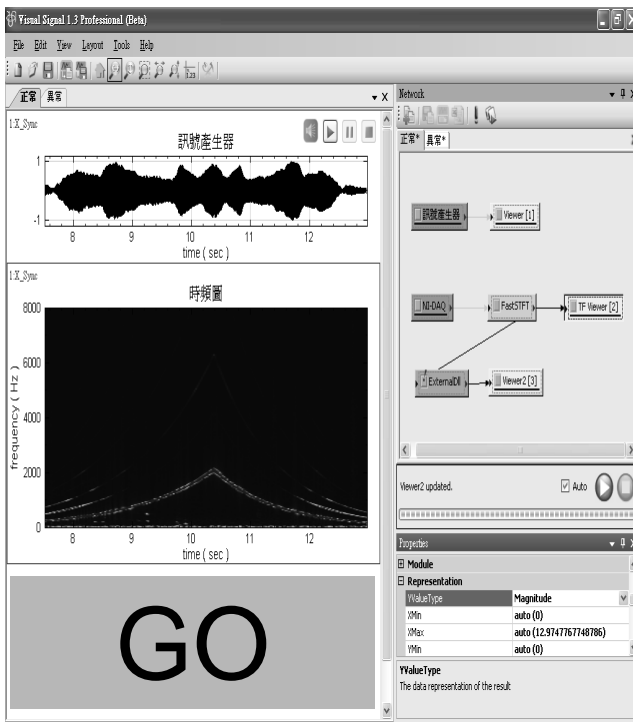 Visual Signal 1.3 Professional (Beta)
File Edit View Layout Tools Help
正常 異常
1:X_Sync
訊號產生器
1
-1
8 9 10 11 12
time ( sec )
1:X_Sync
時頻圖
8000
6000
4000
2000
0
frequency ( Hz )
8 9 10 11 12
time ( sec )
GO
Network
正常* 異常*
訊號產生器 Viewer [1]
NI-DAQ FastSTFT TF Viewer [2]
ExternalDll Viewer2 [3]
Viewer2 updated. Auto
Properties
Module
Representation
YValueType Magnitude
XMin auto (0)
XMax auto (12.9747767748786)
YMin auto (0)
YValueType
The data representation of the result